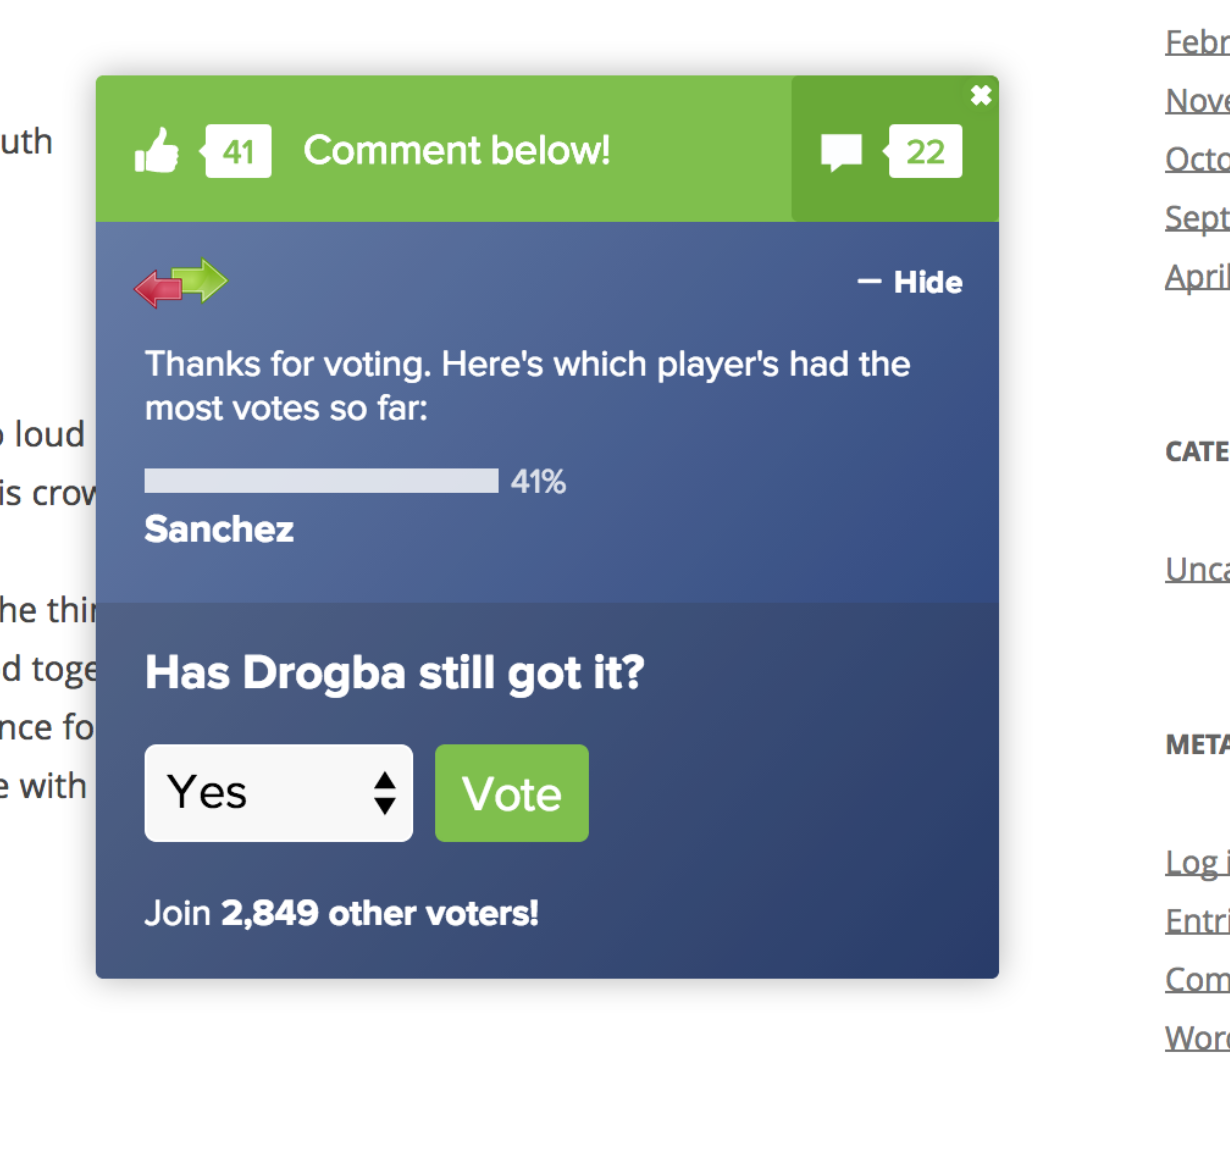 Febr
Nove
Octo
Sept
April
uth
41 Comment below! 22
— Hide
Thanks for voting. Here's which player's had the
most votes so far:
41%
Sanchez
loud
is crow
he thin
d toge
nce fo
e with
Has Drogba still got it?
Yes Vote
Join 2,849 other voters!
CATE
Unca
META
Log i
Entri
Com
Word